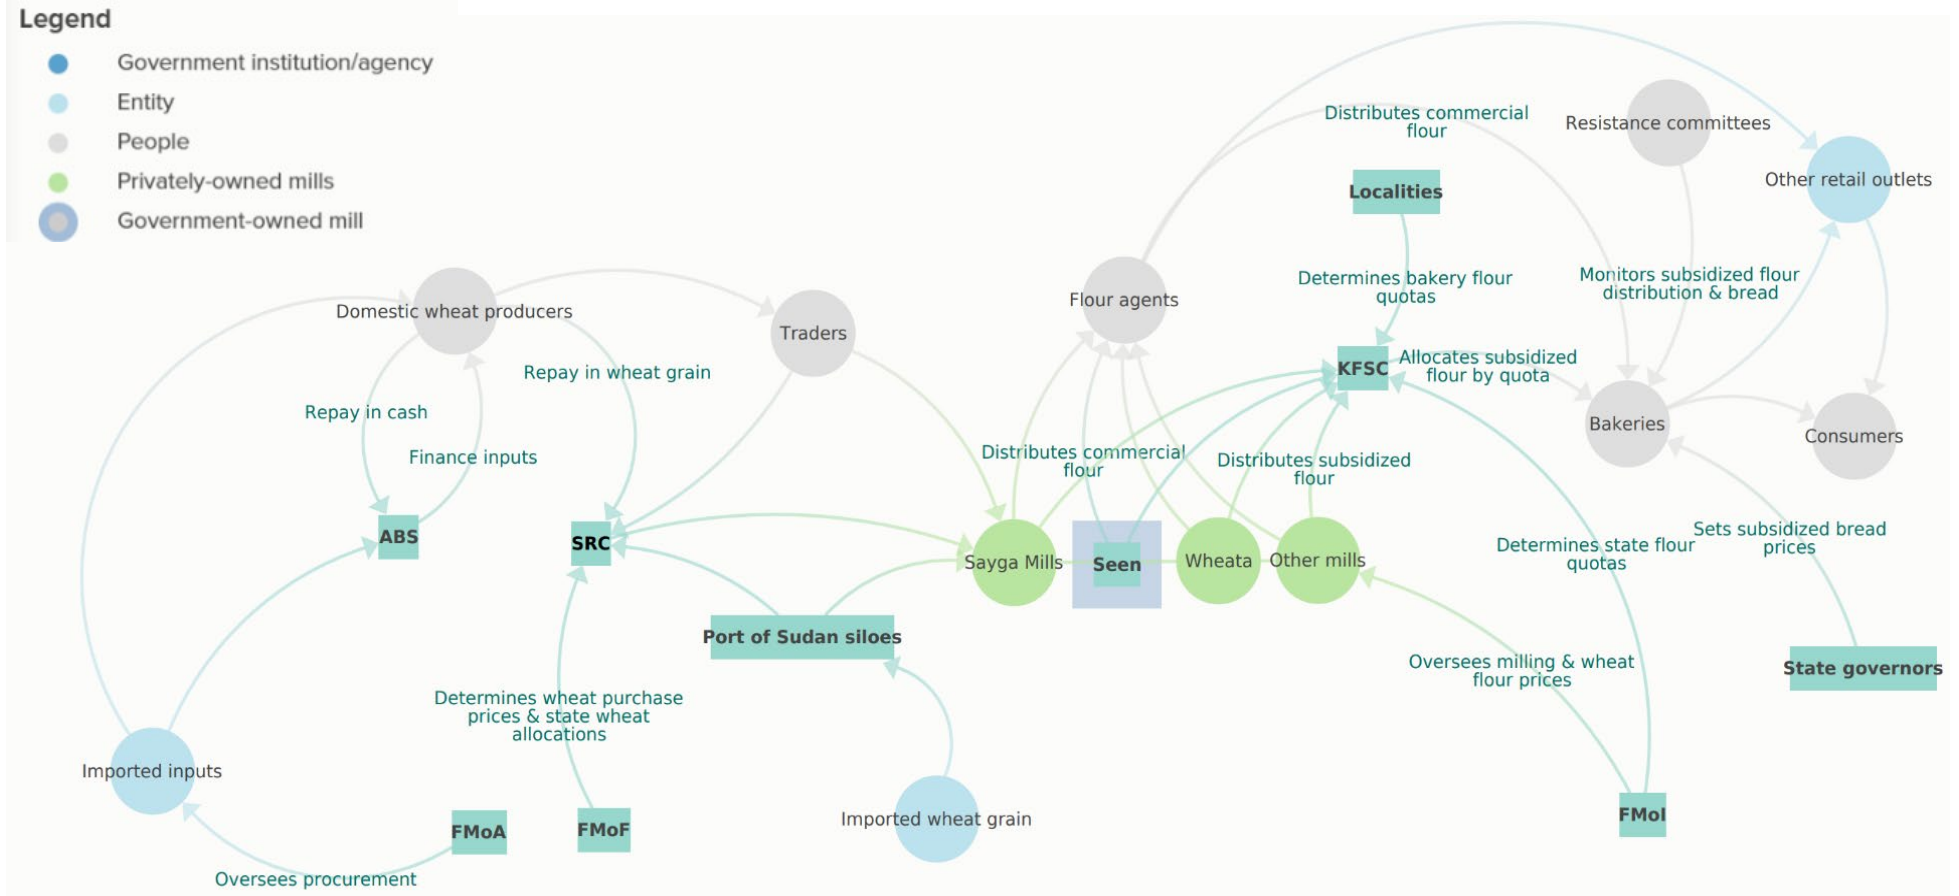 Legend
Government institution/agency
Entity
People
Privately-owned mills
Government-owned mill
Distributes commercial
flour
Resistance committees
Other retail outlets
Localities
Determines bakery flour
quotas
Monitors subsidized flour
distribution & bread
Flour agents
Domestic wheat producers
Traders
KFSC
Allocates subsidized
flour by quota
Repay in wheat grain
Repay in cash
Finance inputs
Bakeries
Consumers
Distributes commercial
flour
Distributes subsidized
flour
ABS
SRC
Sayga Mills
Seen
Wheata
Other mills
Determines state flour
quotas
Sets subsidized bread
prices
Port of Sudan siloes
Oversees milling & wheat
flour prices
State governors
Determines wheat purchase
prices & state wheat
allocations
Imported inputs
Imported wheat grain
FMoA
FMoF
FMoI
Oversees procurement